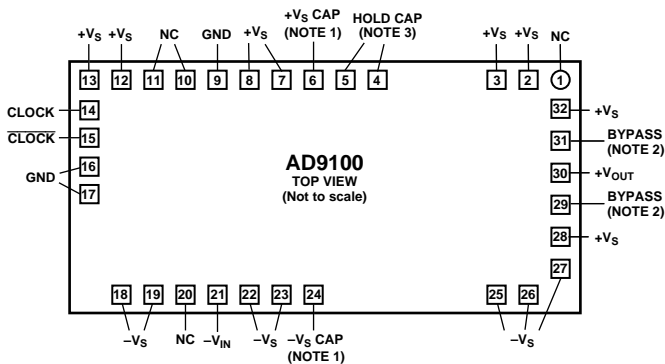 +VS CAP
(NOTE 1)
HOLD CAP
(NOTE 3)
+VS
+VS
NC
GND
+VS
+VS
+VS
NC
13
12
11
10
9
8
7
6
5
4
3
2
1
CLOCK
14
32
+VS
CLOCK
15
31
BYPASS
(NOTE 2)
GND
16
17
AD9100
TOP VIEW
(Not to scale)
30
+VOUT
29
BYPASS
(NOTE 2)
28
+VS
27
18
19
20
21
22
23
24
25
26
–VS
NC
–VIN
–VS
–VS CAP
(NOTE 1)
–VS